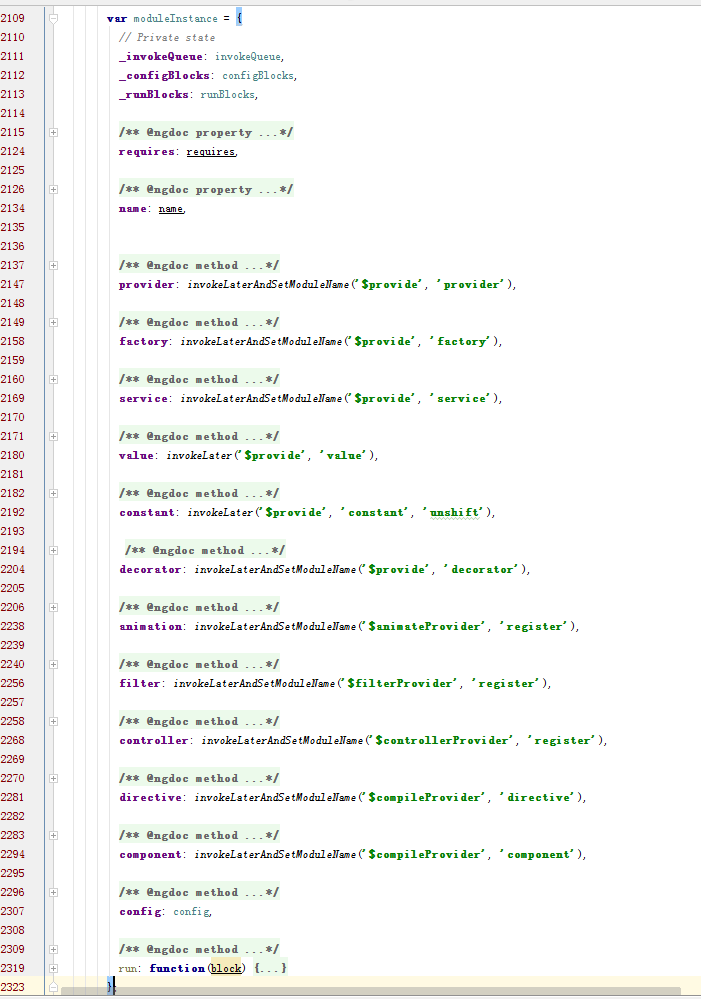 2109 var moduleInstance = {
2110 // Private state
2111 _invokeQueue: invokeQueue,
2112 _configBlocks: configBlocks,
2113 _runBlocks: runBlocks,
2114
2115 /** @ngdoc property ...*/
2124 requires: requires,
2125
2126 /** @ngdoc property ...*/
2134 name: name,
2135
2136
2137 /** @ngdoc method ...*/
2147 provider: invokeLaterAndSetModuleName('$provide', 'provider'),
2148
2149 /** @ngdoc method ...*/
2158 factory: invokeLaterAndSetModuleName('$provide', 'factory'),
2159
2160 /** @ngdoc method ...*/
2169 service: invokeLaterAndSetModuleName('$provide', 'service'),
2170
2171 /** @ngdoc method ...*/
2180 value: invokeLater('$provide', 'value'),
2181
2182 /** @ngdoc method ...*/
2192 constant: invokeLater('$provide', 'constant', 'unshift'),
2193
2194 /** @ngdoc method ...*/
2204 decorator: invokeLaterAndSetModuleName('$provide', 'decorator'),
2205
2206 /** @ngdoc method ...*/
2238 animation: invokeLaterAndSetModuleName('$animateProvider', 'register'),
2239
2240 /** @ngdoc method ...*/
2256 filter: invokeLaterAndSetModuleName('$filterProvider', 'register'),
2257
2258 /** @ngdoc method ...*/
2268 controller: invokeLaterAndSetModuleName('$controllerProvider', 'register'),
2269
2270 /** @ngdoc method ...*/
2281 directive: invokeLaterAndSetModuleName('$compileProvider', 'directive'),
2282
2283 /** @ngdoc method ...*/
2294 component: invokeLaterAndSetModuleName('$compileProvider', 'component'),
2295
2296 /** @ngdoc method ...*/
2307 config: config,
2308
2309 /** @ngdoc method ...*/
2319 run: function(block) {...}
2323 };